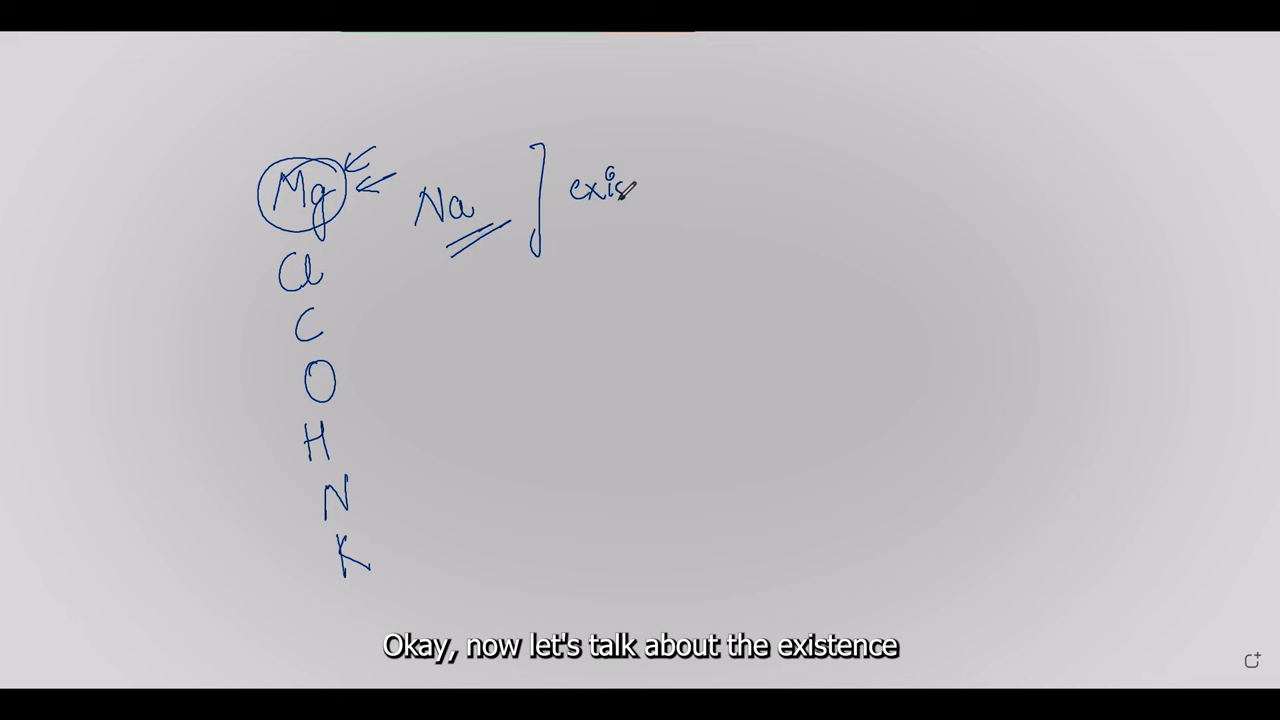 Mg Na ] exis
Cl
C
O
H
N
K
Okay, now let's talk about the existence